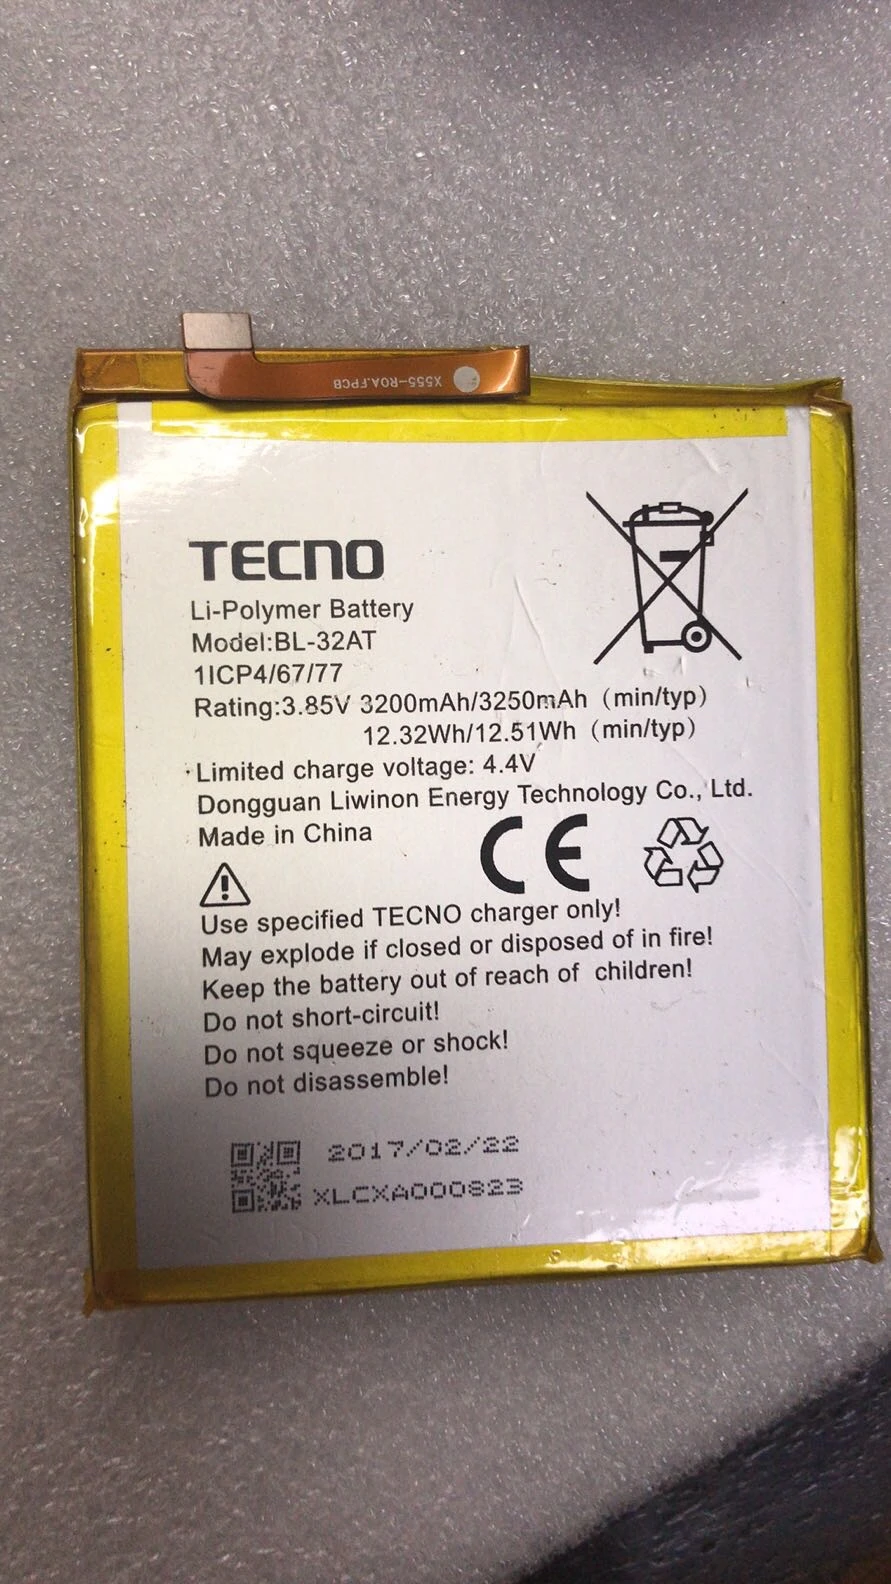 X555-ROA.FPCB
TECNO
Li-Polymer Battery
Model:BL-32AT
1ICP4/67/77
Rating:3.85V 3200mAh/3250mAh (min/typ)
12.32Wh/12.51Wh (min/typ)
Limited charge voltage: 4.4V
Dongguan Liwinon Energy Technology Co., Ltd.
Made in China
CE
Use specified TECNO charger only!
May explode if closed or disposed of in fire!
Keep the battery out of reach of children!
Do not short-circuit!
Do not squeeze or shock!
Do not disassemble!
2017/02/22
XLCXA000823